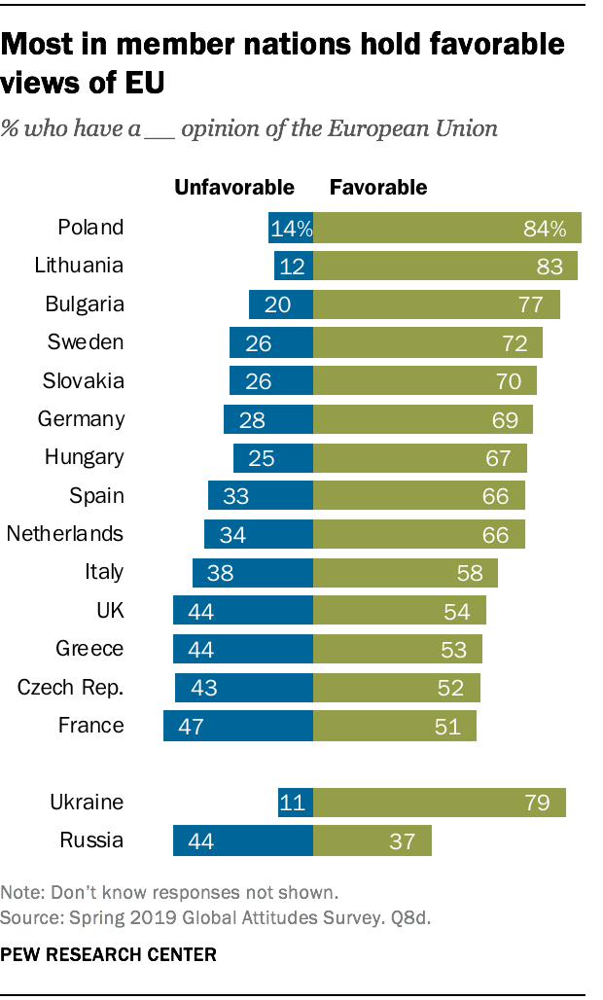 Most in member nations hold favorable
views of EU
% who have a ___ opinion of the European Union
Unfavorable Favorable
Poland 14% 84%
Lithuania 12 83
Bulgaria 20 77
Sweden 26 72
Slovakia 26 70
Germany 28 69
Hungary 25 67
Spain 33 66
Netherlands 34 66
Italy 38 58
UK 44 54
Greece 44 53
Czech Rep. 43 52
France 47 51
Ukraine 11 79
Russia 44 37
Note: Don't know responses not shown.
Source: Spring 2019 Global Attitudes Survey. Q8d.
PEW RESEARCH CENTER